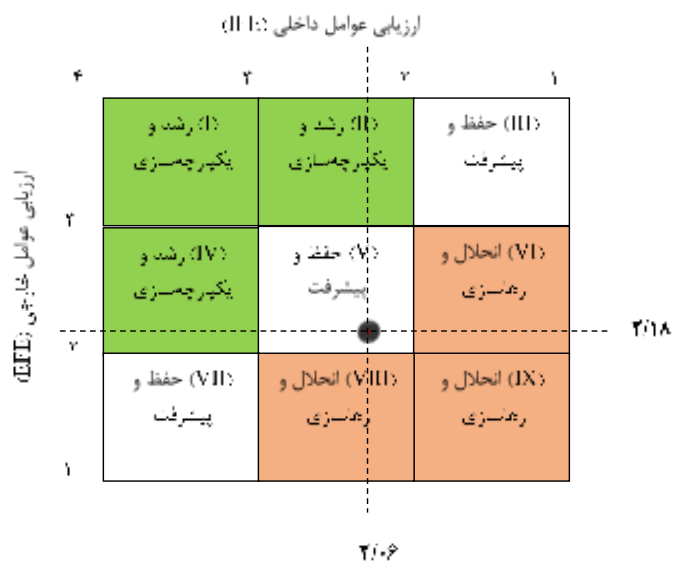 ارزیابی عوامل داخلی (IFE)
۱ ۲ ۳ ۴
(III) حفظ و
پیشرفت
(II) رشد و
یکپارچه‌سازی
(I) رشد و
یکپارچه‌سازی
ارزیابی عوامل خارجی (EFE)
۳
(VI) انحلال و
رهاسازی
(V) حفظ و
پیشرفت
(IV) رشد و
یکپارچه‌سازی
۲/۱۸
۲
(IX) انحلال و
رهاسازی
(VIII) انحلال و
رهاسازی
(VII) حفظ و
پیشرفت
۱
۲/۰۶